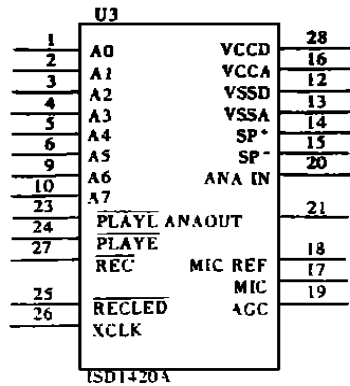 U3
1 A0 VCCD 28
2 A1 VCCA 16
3 A2 VSSD 12
4 A3 VSSA 13
5 A4 SP+ 14
6 A5 SP- 15
9 A6 ANA IN 20
10 A7
23 PLAYL ANAOUT 21
24 PLAYE
27 REC MIC REF 18
MIC 17
25 RECLED AGC 19
26 XCLK
ISD1420A